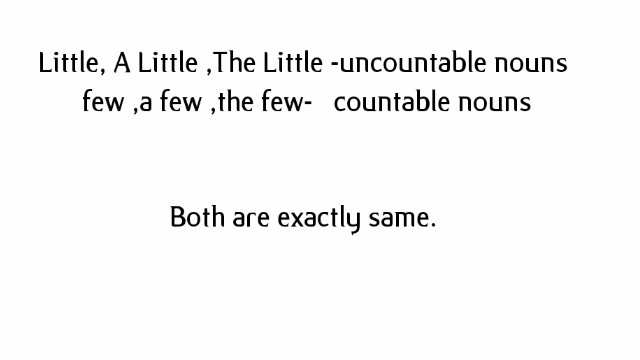 Little, A Little ,The Little -uncountable nouns
few ,a few ,the few- countable nouns
Both are exactly same.